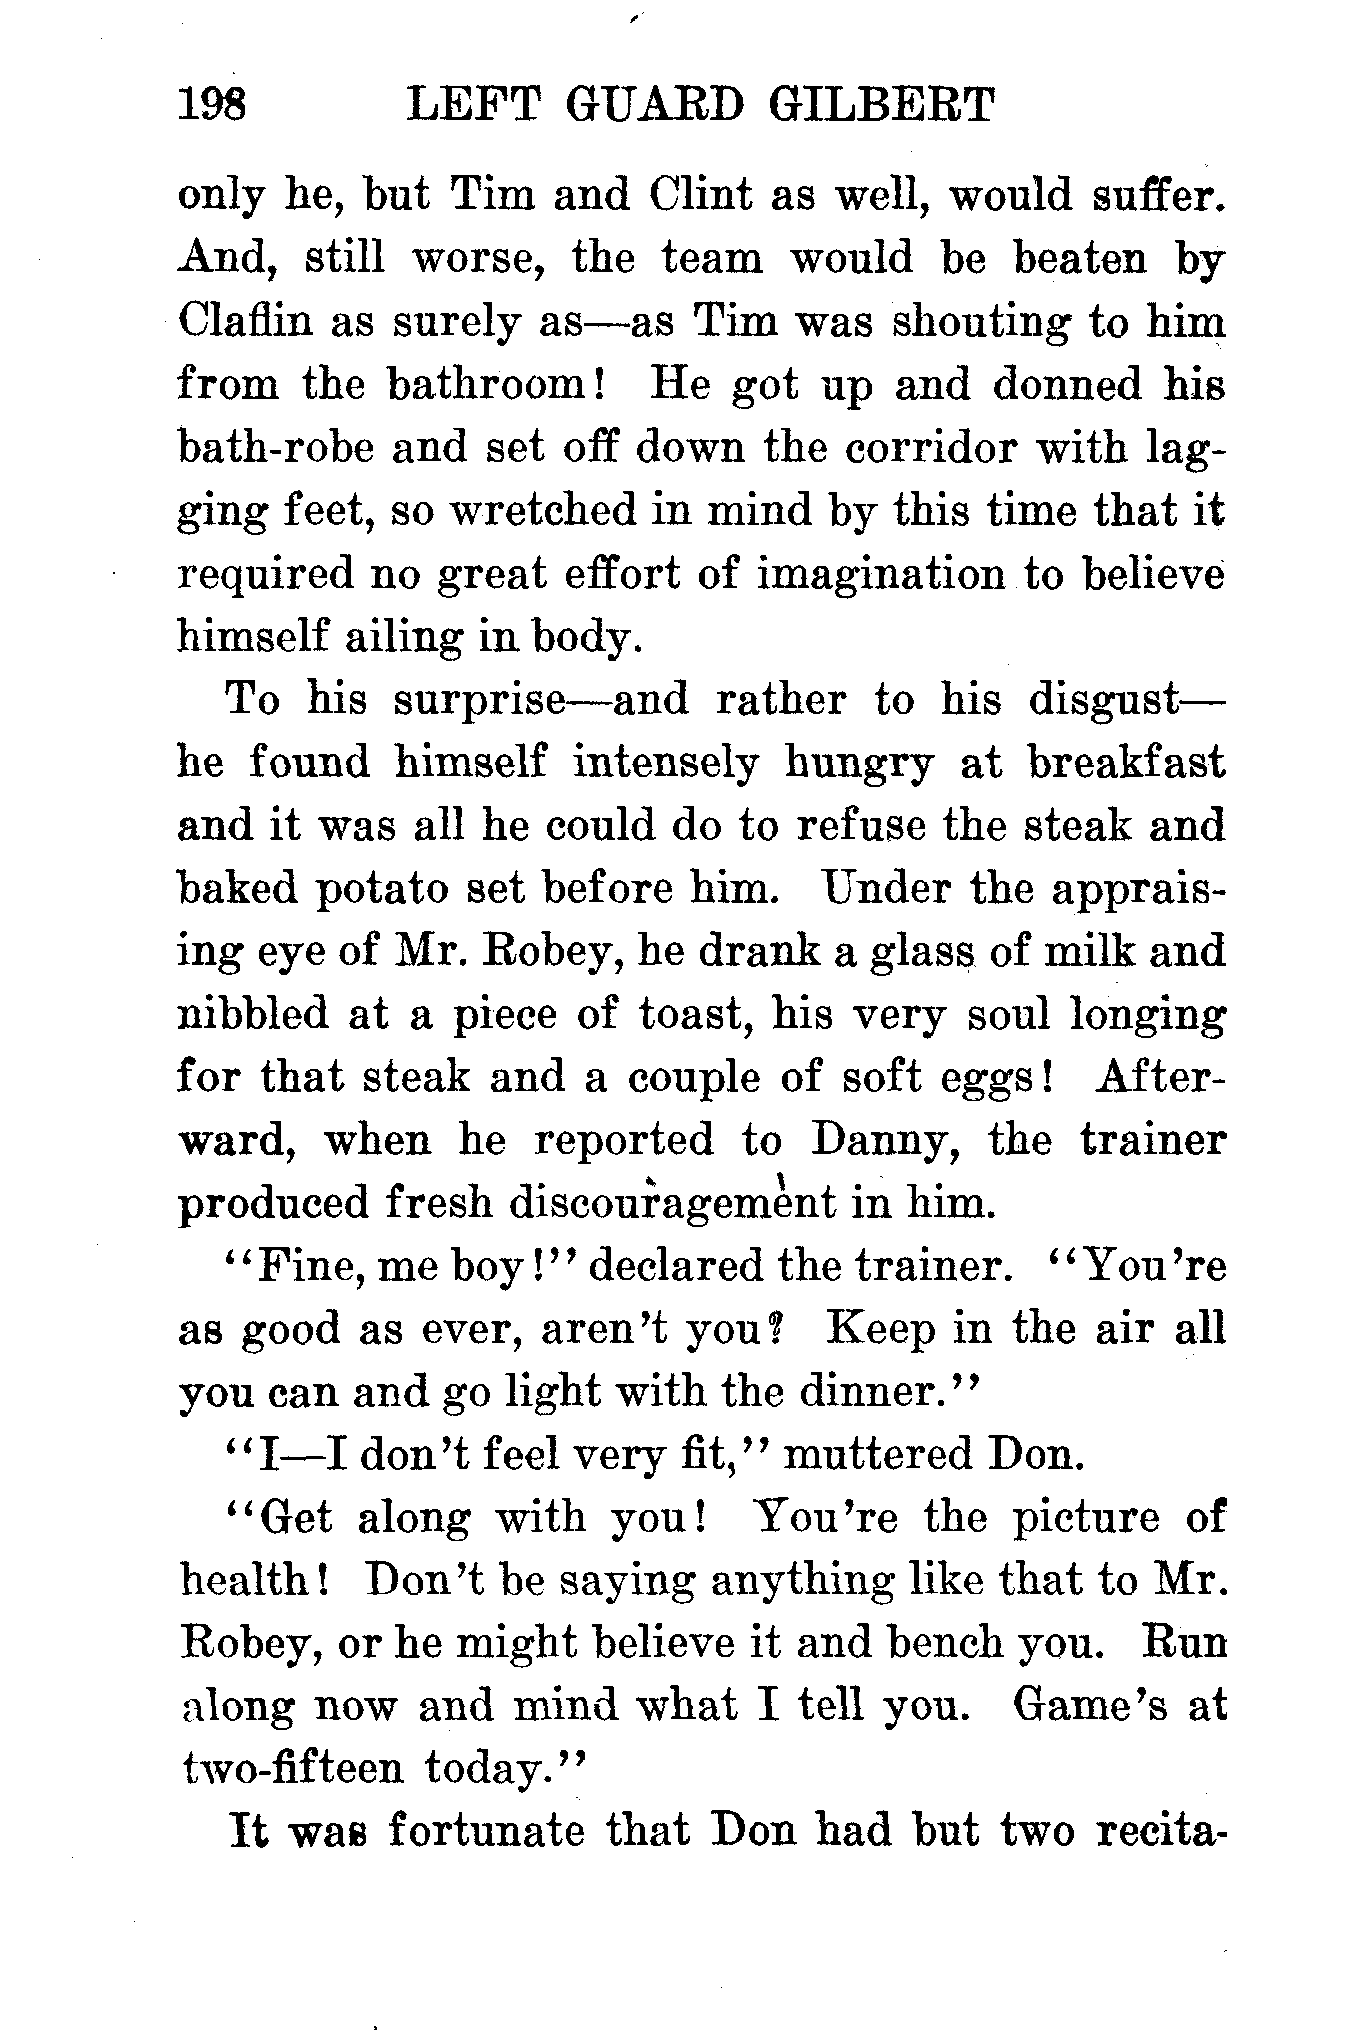 198 LEFT GUARD GILBERT
only he, but Tim and Clint as well, would suffer.
And, still worse, the team would be beaten by
Claflin as surely as—as Tim was shouting to him
from the bathroom! He got up and donned his
bath-robe and set off down the corridor with lag-
ging feet, so wretched in mind by this time that it
required no great effort of imagination to believe
himself ailing in body.
To his surprise—and rather to his disgust—
he found himself intensely hungry at breakfast
and it was all he could do to refuse the steak and
baked potato set before him. Under the apprais-
ing eye of Mr. Robey, he drank a glass of milk and
nibbled at a piece of toast, his very soul longing
for that steak and a couple of soft eggs! After-
ward, when he reported to Danny, the trainer
produced fresh discouragement in him.
"Fine, me boy!" declared the trainer. "You're
as good as ever, aren't you? Keep in the air all
you can and go light with the dinner."
"I—I don't feel very fit," muttered Don.
"Get along with you! You're the picture of
health! Don't be saying anything like that to Mr.
Robey, or he might believe it and bench you. Run
along now and mind what I tell you. Game's at
two-fifteen today."
It was fortunate that Don had but two recita-